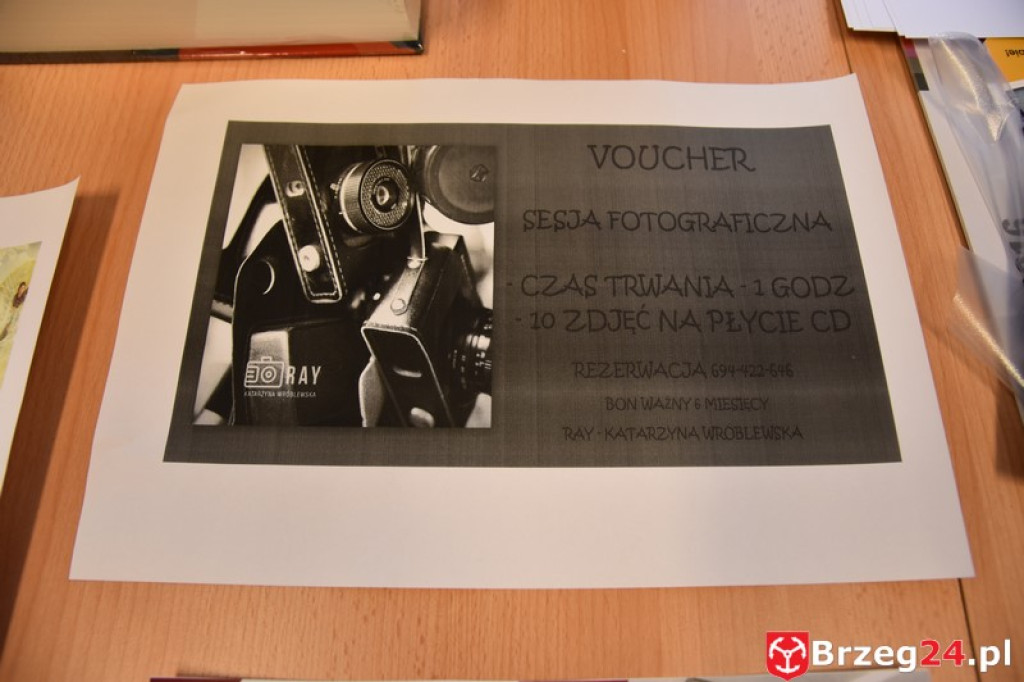 VOUCHER
SESJA FOTOGRAFICZNA
- CZAS TRWANIA - 1 GODZ
- 10 ZDJĘĆ NA PŁYCIE CD
REZERWACJA 694-422-646
BON WAŻNY 6 MIESIĘCY
RAY - KATARZYNA WRÓBLEWSKA
RAY
KATARZYNA WRÓBLEWSKA
Brzeg24.pl